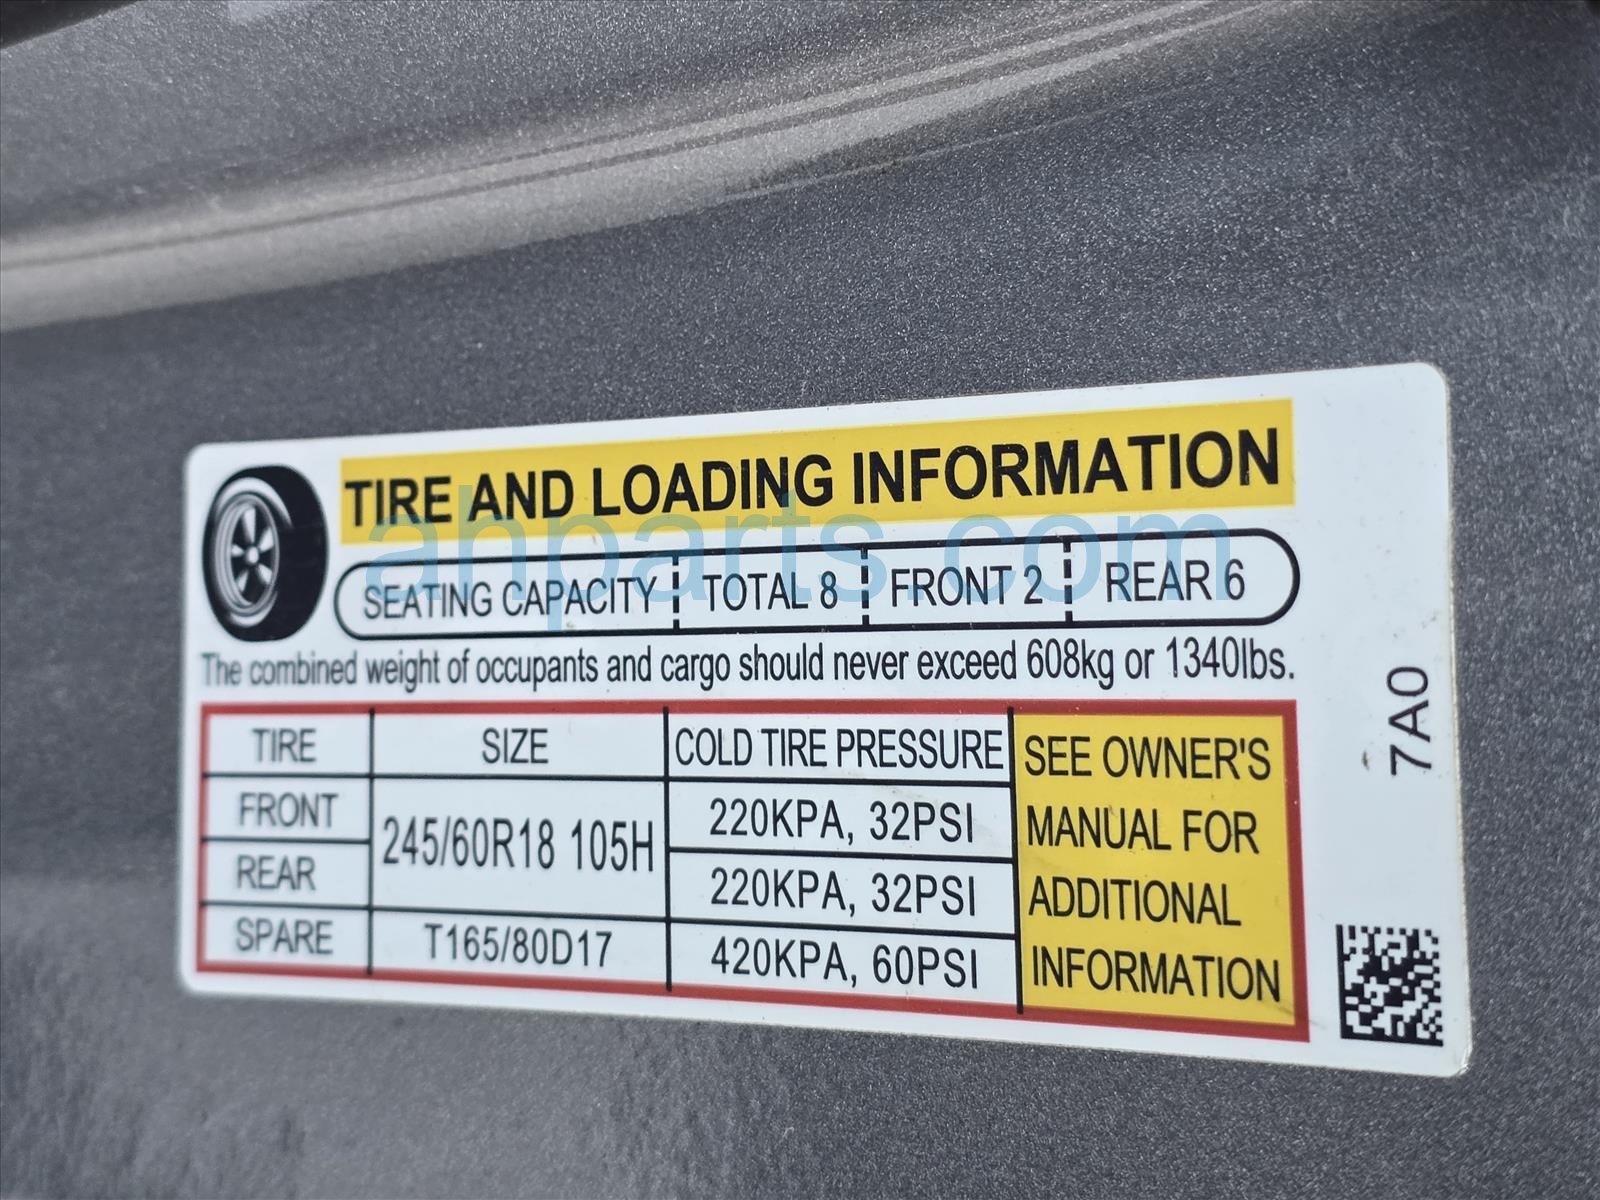 TIRE AND LOADING INFORMATION
SEATING CAPACITY TOTAL 8 FRONT 2 REAR 6
The combined weight of occupants and cargo should never exceed 608kg or 1340lbs.
TIRE SIZE COLD TIRE PRESSURE
FRONT 245/60R18 105H 220KPA, 32PSI
REAR 220KPA, 32PSI
SPARE T165/80D17 420KPA, 60PSI
SEE OWNER'S
MANUAL FOR
ADDITIONAL
INFORMATION
7A0
ahparts.com